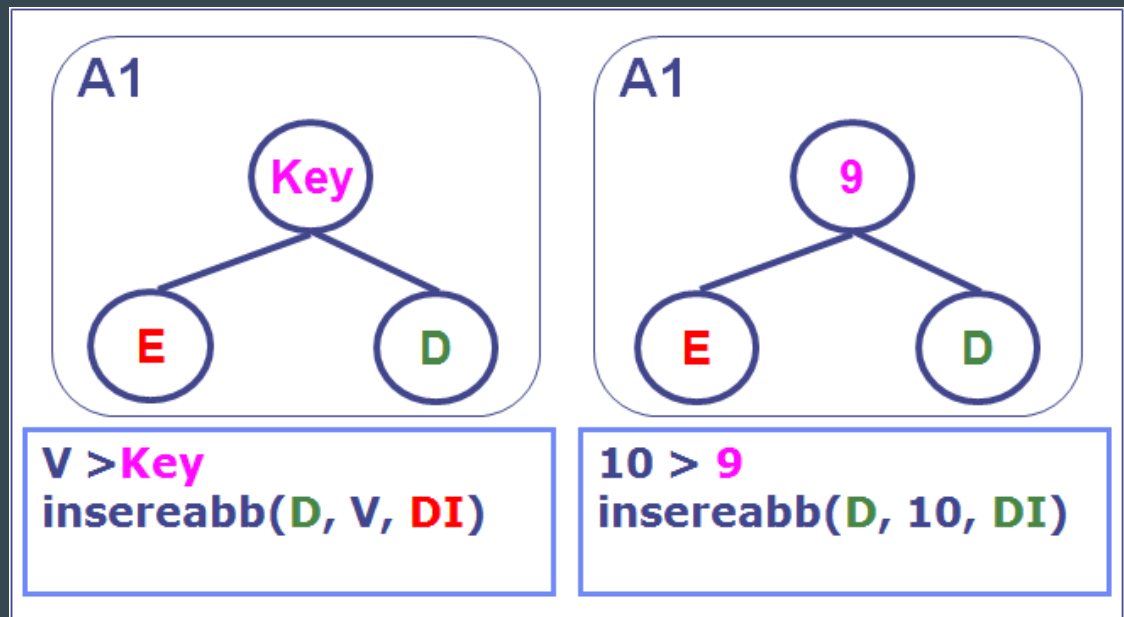 A1
Key
E
D
V >Key
insereabb(D, V, DI)
A1
9
E
D
10 > 9
insereabb(D, 10, DI)